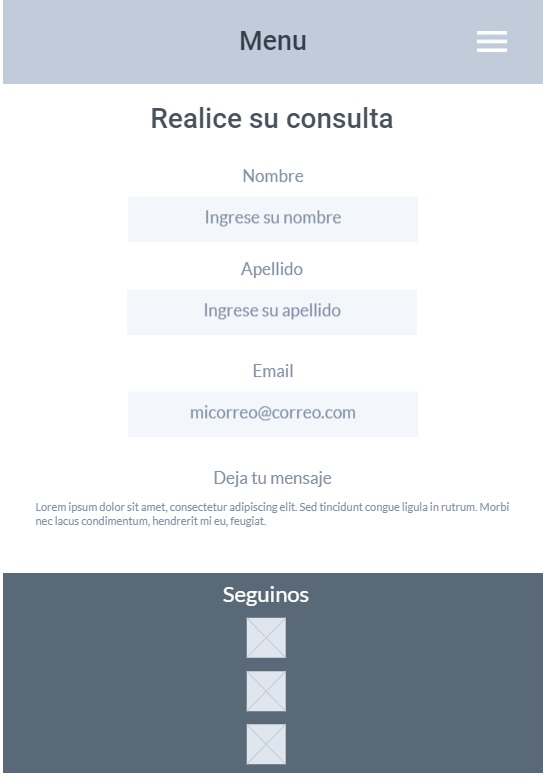 Menu
Realice su consulta
Nombre
Ingrese su nombre
Apellido
Ingrese su apellido
Email
micorreo@correo.com
Deja tu mensaje
Lorem ipsum dolor sit amet, consectetur adipiscing elit. Sed tincidunt congue ligula in rutrum. Morbi
nec lacus condimentum, hendrerit mi eu, feugiat.
Seguinos